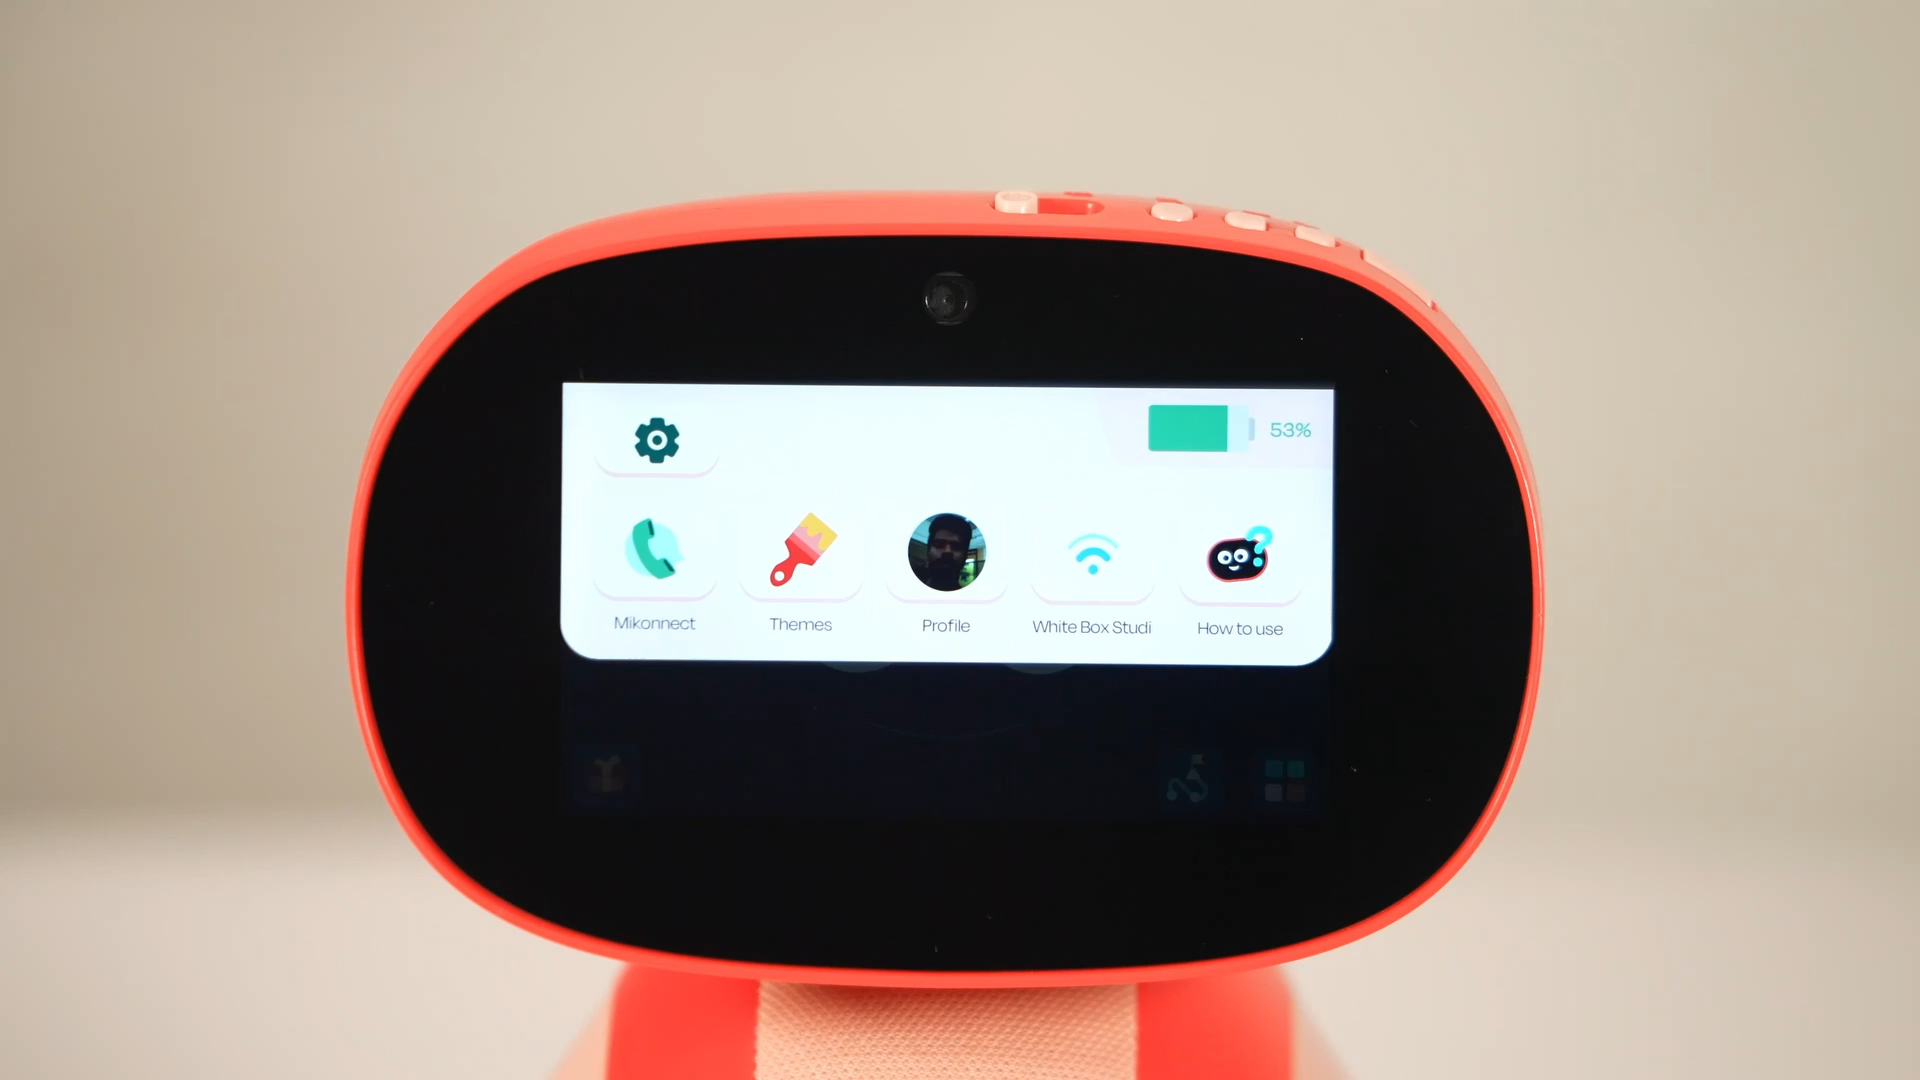 53%
Mikonnect
Themes
Profile
White Box Studi
How to use